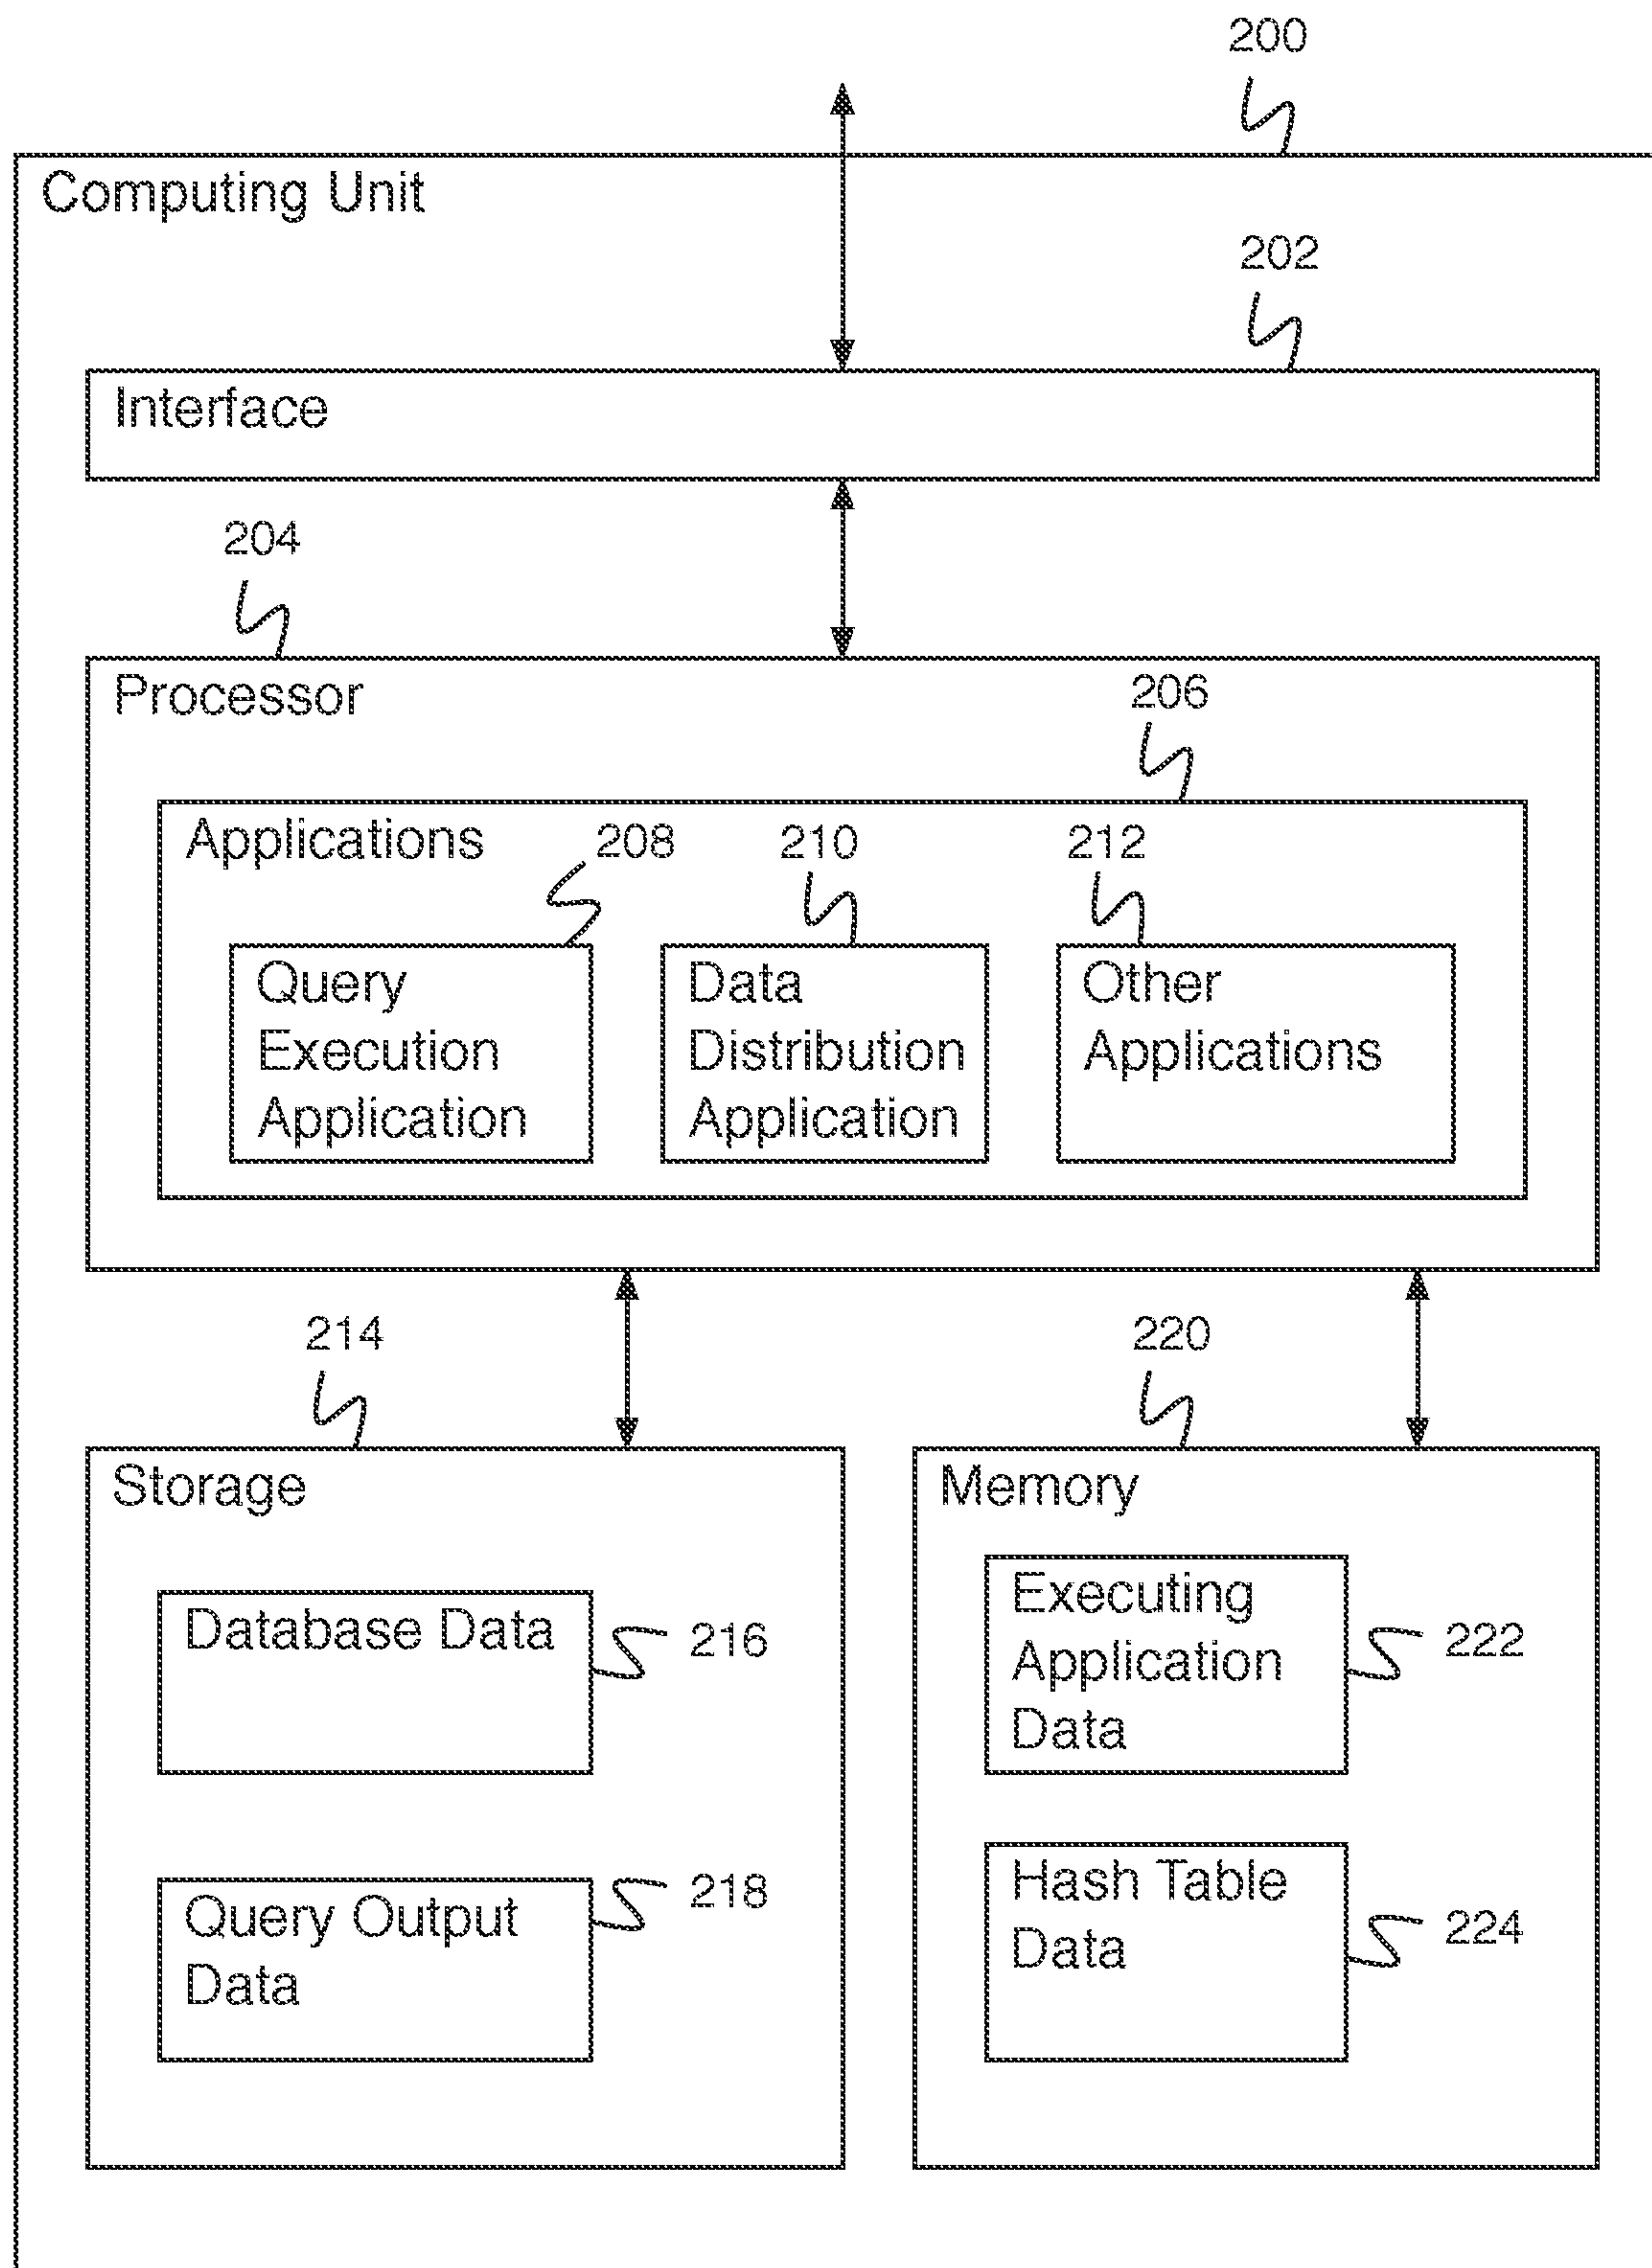 200
Computing Unit
202
Interface
204
Processor
206
Applications
208
210
212
Query
Execution
Application
Data
Distribution
Application
Other
Applications
214
220
Storage
Database Data
216
Query Output
Data
218
Memory
Executing
Application
Data
222
Hash Table
Data
224